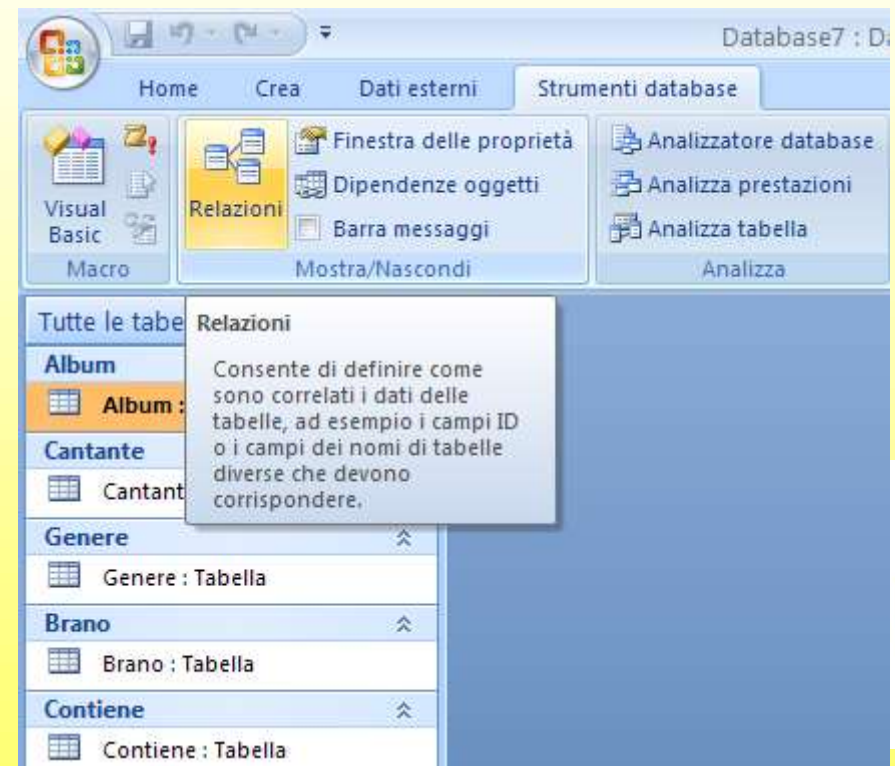 Database7 : Da
Home Crea Dati esterni Strumenti database
Visual Basic
Relazioni
Finestra delle proprietà
Dipendenze oggetti
Barra messaggi
Analizzatore database
Analizza prestazioni
Analizza tabella
Macro Mostra/Nascondi Analizza
Tutte le tabe
Relazioni
Consente di definire come
sono correlati i dati delle
tabelle, ad esempio i campi ID
o i campi dei nomi di tabelle
diverse che devono
corrispondere.
Album
Album :
Cantante
Cantant
Genere
Genere : Tabella
Brano
Brano : Tabella
Contiene
Contiene : Tabella